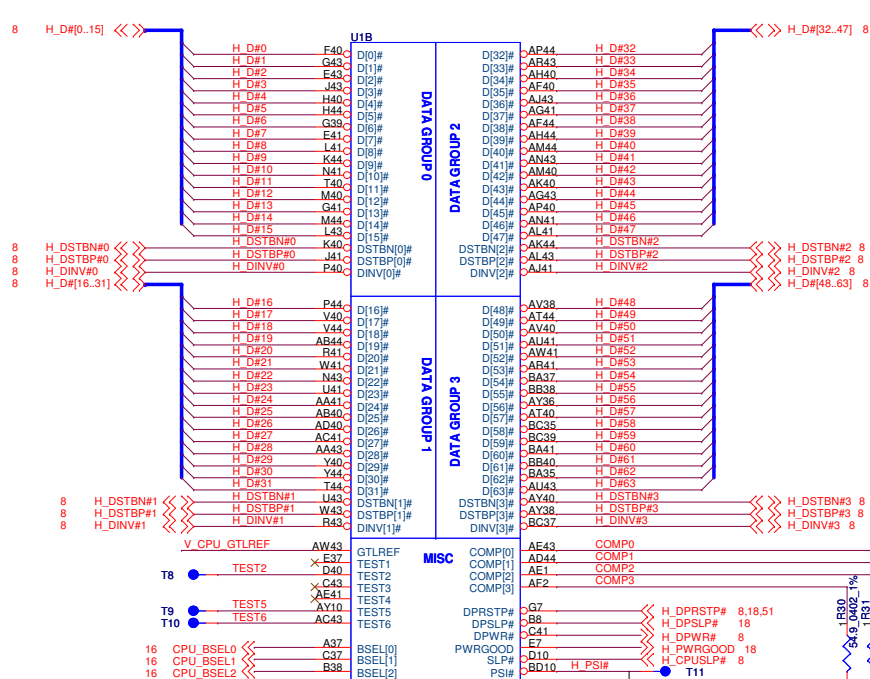 8 H_D#[0..15] H_D#[32..47] 8
U1B
H_D#0 F40 D[0]# D[32]# AP44 H_D#32
H_D#1 G43 D[1]# D[33]# AR43 H_D#33
H_D#2 E43 D[2]# D[34]# AH40 H_D#34
H_D#3 J43 D[3]# D[35]# AF40 H_D#35
H_D#4 H40 D[4]# D[36]# AJ43 H_D#36
H_D#5 H44 D[5]# D[37]# AG41 H_D#37
H_D#6 G39 D[6]# D[38]# AF44 H_D#38
H_D#7 E41 D[7]# D[39]# AH44 H_D#39
H_D#8 L41 D[8]# D[40]# AM44 H_D#40
H_D#9 K44 D[9]# D[41]# AN43 H_D#41
H_D#10 N41 D[10]# D[42]# AM40 H_D#42
H_D#11 T40 D[11]# D[43]# AK40 H_D#43
H_D#12 M40 D[12]# D[44]# AG44 H_D#44
H_D#13 G41 D[13]# D[45]# AP40 H_D#45
H_D#14 M44 D[14]# D[46]# AN41 H_D#46
H_D#15 L43 D[15]# D[47]# AL41 H_D#47
8 H_DSTBN#0 H_DSTBN#0 K40 DSTBN[0]# DSTBN[2]# AK44 H_DSTBN#2 H_DSTBN#2 8
8 H_DSTBP#0 H_DSTBP#0 J41 DSTBP[0]# DSTBP[2]# AL43 H_DSTBP#2 H_DSTBP#2 8
8 H_DINV#0 H_DINV#0 P40 DINV[0]# DINV[2]# AJ41 H_DINV#2 H_DINV#2 8
8 H_D#[16..31] H_D#[48..63] 8
DATA GROUP 0
DATA GROUP 2
H_D#16 P44 D[16]# D[48]# AV38 H_D#48
H_D#17 V40 D[17]# D[49]# AT44 H_D#49
H_D#18 V44 D[18]# D[50]# AV40 H_D#50
H_D#19 AB44 D[19]# D[51]# AU41 H_D#51
H_D#20 R41 D[20]# D[52]# AW41 H_D#52
H_D#21 W41 D[21]# D[53]# AR41 H_D#53
H_D#22 N43 D[22]# D[54]# BA37 H_D#54
H_D#23 U41 D[23]# D[55]# BB38 H_D#55
H_D#24 AA41 D[24]# D[56]# AY36 H_D#56
H_D#25 AB40 D[25]# D[57]# AT40 H_D#57
H_D#26 AD40 D[26]# D[58]# BC35 H_D#58
H_D#27 AC41 D[27]# D[59]# BC39 H_D#59
H_D#28 AA43 D[28]# D[60]# BA41 H_D#60
H_D#29 Y40 D[29]# D[61]# BB40 H_D#61
H_D#30 Y44 D[30]# D[62]# BA35 H_D#62
H_D#31 T44 D[31]# D[63]# AU43 H_D#63
8 H_DSTBN#1 H_DSTBN#1 U43 DSTBN[1]# DSTBN[3]# AY40 H_DSTBN#3 H_DSTBN#3 8
8 H_DSTBP#1 H_DSTBP#1 W43 DSTBP[1]# DSTBP[3]# AY38 H_DSTBP#3 H_DSTBP#3 8
8 H_DINV#1 H_DINV#1 R43 DINV[1]# DINV[3]# BC37 H_DINV#3 H_DINV#3 8
DATA GROUP 1
DATA GROUP 3
MISC
V_CPU_GTLREF AW43 GTLREF COMP[0] AE43 COMP0
E37 TEST1 COMP[1] AD44 COMP1
T8 TEST2 D40 TEST2 COMP[2] AE1 COMP2
C43 TEST3 COMP[3] AF2 COMP3
AE41 TEST4
T9 TEST5 AY10 TEST5 DPRSTP# G7 H_DPRSTP# 8,18,51
T10 TEST6 AC43 TEST6 DPSLP# B8 H_DPSLP# 18
DPWR# C41 H_DPWR# 8
16 CPU_BSEL0 A37 BSEL[0] PWRGOOD E7 H_PWRGOOD 18
16 CPU_BSEL1 C37 BSEL[1] SLP# D10 H_CPUSLP# 8
16 CPU_BSEL2 B38 BSEL[2] PSI# BD10 H_PSI# T11
1R30
54.9_0402_1%
1R31